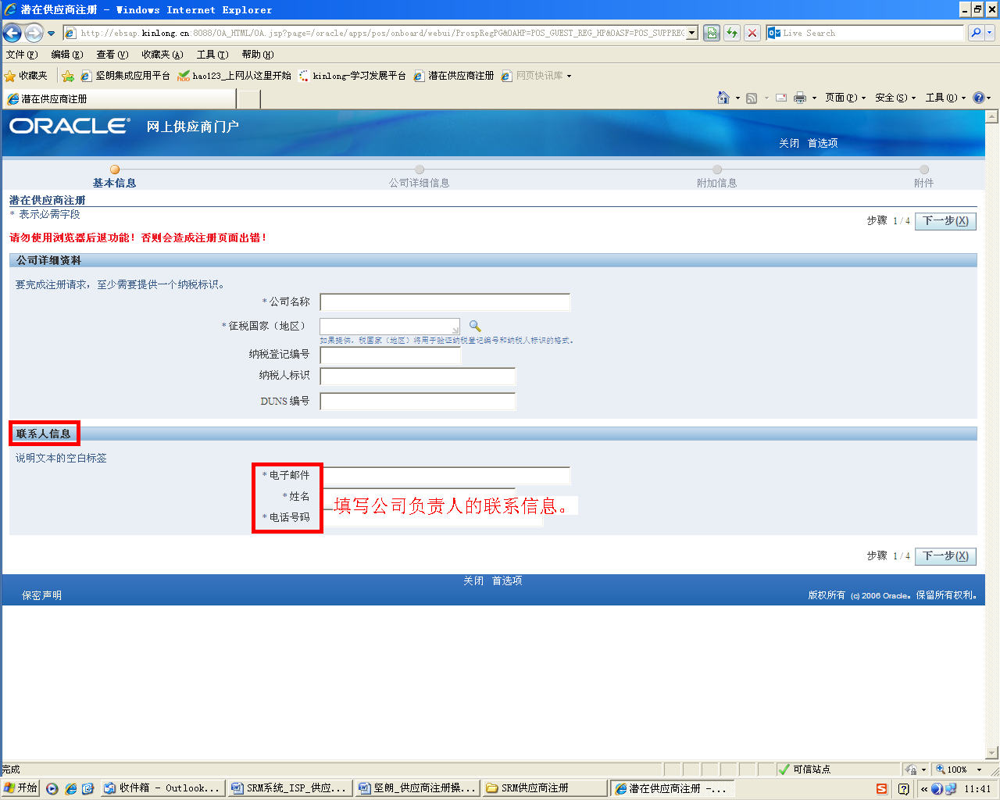 潜在供应商注册 - Windows Internet Explorer
http://ebsap.kinlong.cn:8088/OA_HTML/OA.jsp?page=/oracle/apps/pos/onboard/webui/ProspRegPG&OAHP=POS_GUEST_REG_HP&OASF=POS_SUPPREG
Live Search
文件(F) 编辑(E) 查看(V) 收藏夹(A) 工具(T) 帮助(H)
收藏夹 坚朗集成应用平台 hao123_上网从这里开始 kinlong-学习发展平台 潜在供应商注册 网页快讯库
潜在供应商注册 页面(P) 安全(S) 工具(O)
ORACLE 网上供应商门户
关闭 首选项
基本信息 公司详细信息 附加信息 附件
潜在供应商注册
* 表示必需字段
步骤 1 / 4 下一步(X)
请勿使用浏览器后退功能！否则会造成注册页面出错！
公司详细资料
要完成注册请求，至少需要提供一个纳税标识。
* 公司名称
* 征税国家（地区）
如果提供，税国家（地区）将用于验证纳税登记编号和纳税人标识的格式。
纳税登记编号
纳税人标识
DUNS 编号
联系人信息
说明文本的空白标签
* 电子邮件
* 姓名
填写公司负责人的联系信息。
* 电话号码
步骤 1 / 4 下一步(X)
关闭 首选项
保密声明 版权所有 (c) 2006 Oracle。保留所有权利。
完成 可信站点 100%
开始 收件箱 - Outlook... SRM系统_ISP_供应... 坚朗_供应商注册操... SRM供应商注册 潜在供应商注册 -... 11:41